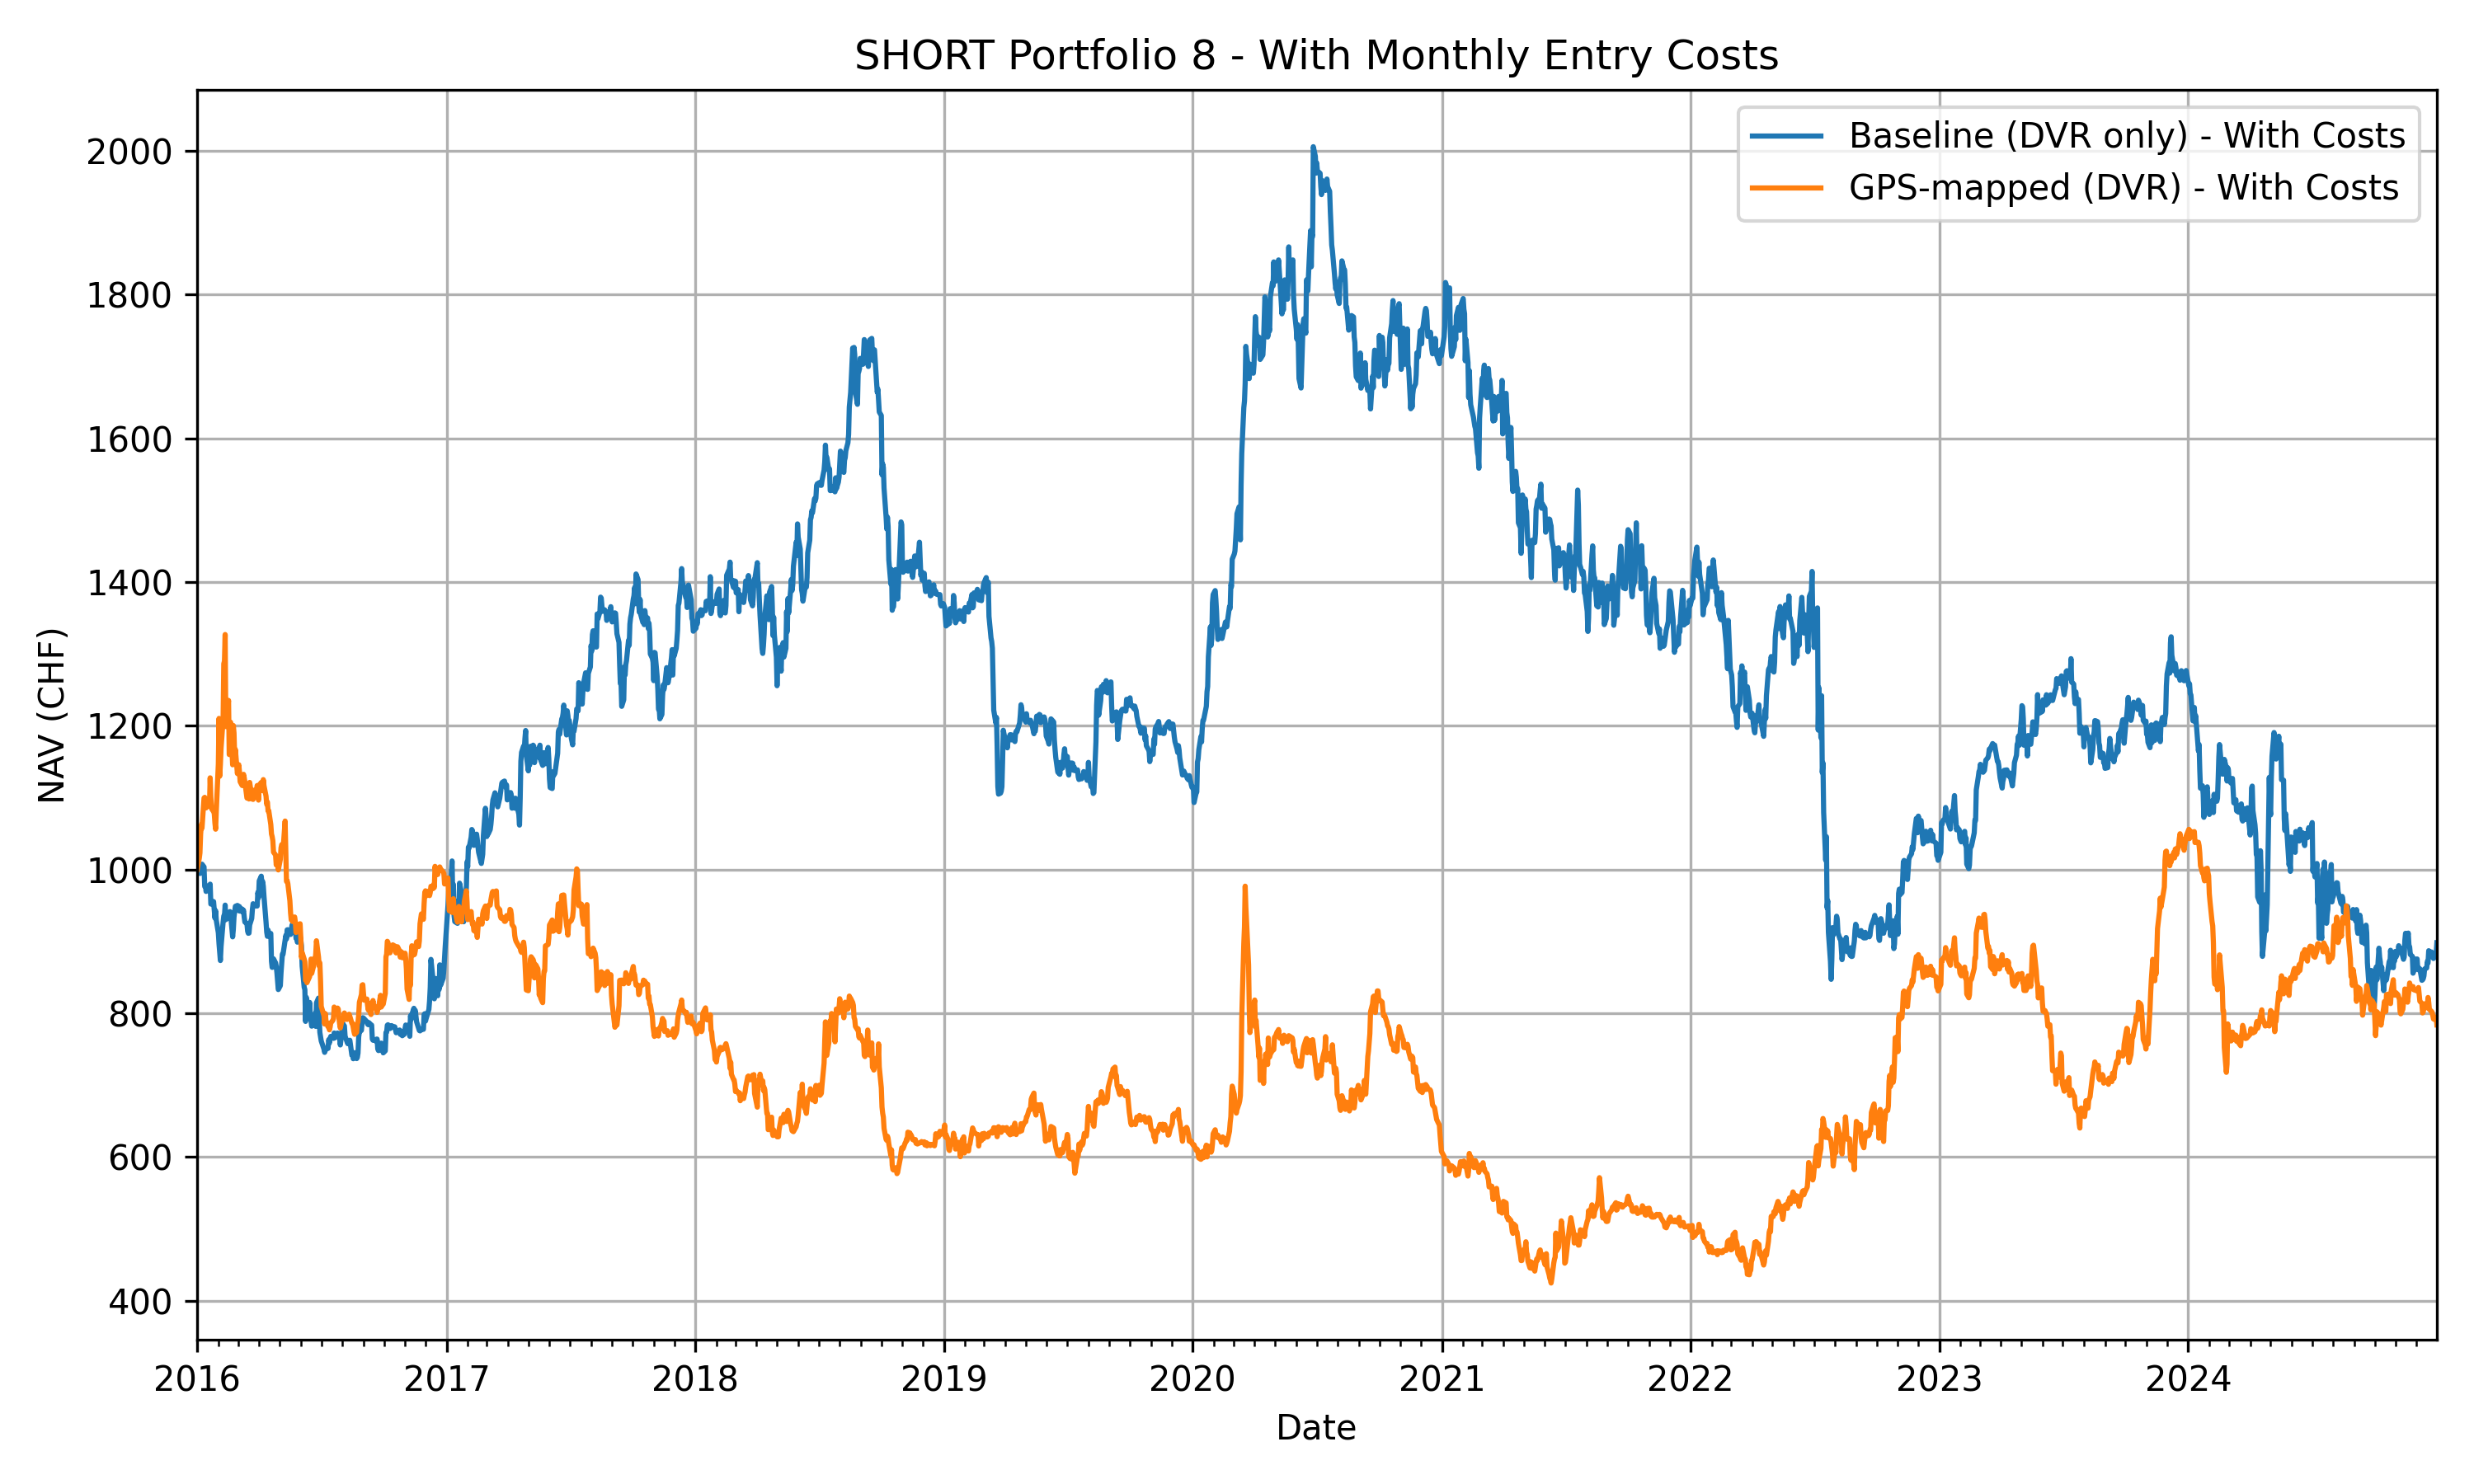 SHORT Portfolio 8 - With Monthly Entry Costs
Baseline (DVR only) - With Costs
GPS-mapped (DVR) - With Costs
NAV (CHF)
2000
1800
1600
1400
1200
1000
800
600
400
2016 2017 2018 2019 2020 2021 2022 2023 2024
Date